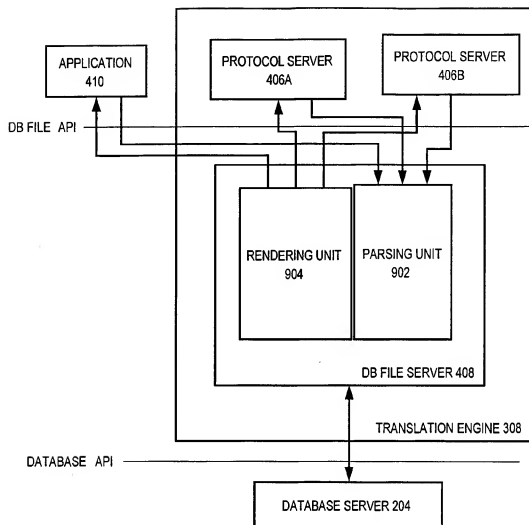 APPLICATION
410
PROTOCOL SERVER
406A
PROTOCOL SERVER
406B
DB FILE API
RENDERING UNIT
904
PARSING UNIT
902
DB FILE SERVER 408
TRANSLATION ENGINE 308
DATABASE API
DATABASE SERVER 204